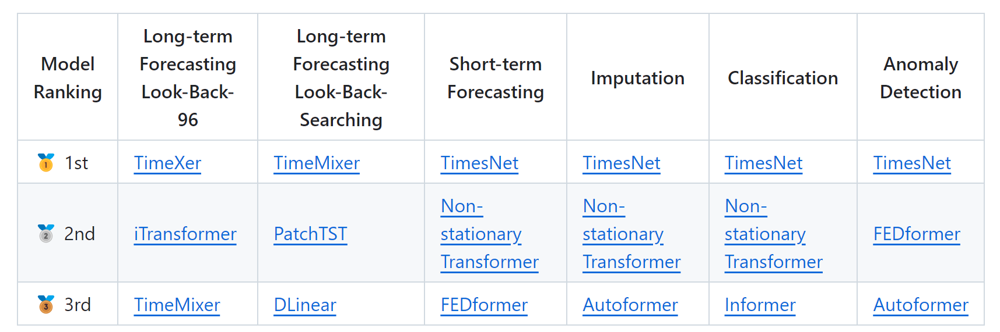 Model Ranking
Long-term Forecasting Look-Back-96
Long-term Forecasting Look-Back-Searching
Short-term Forecasting
Imputation
Classification
Anomaly Detection
🥇 1st
TimeXer
TimeMixer
TimesNet
TimesNet
TimesNet
TimesNet
🥈 2nd
iTransformer
PatchTST
Non-stationary Transformer
Non-stationary Transformer
Non-stationary Transformer
FEDformer
🥉 3rd
TimeMixer
DLinear
FEDformer
Autoformer
Informer
Autoformer